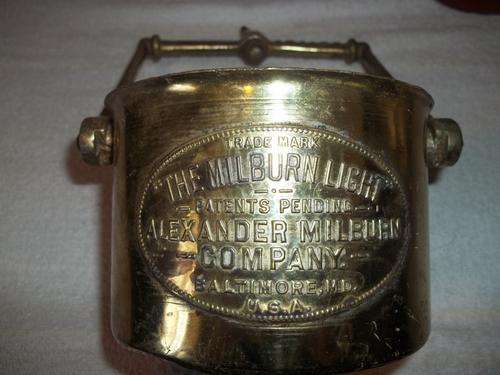 TRADE MARK
"THE MILBURN LIGHT"
PATENTS PENDING
ALEXANDER MILBURN
COMPANY.
BALTIMORE, MD.
U.S.A.